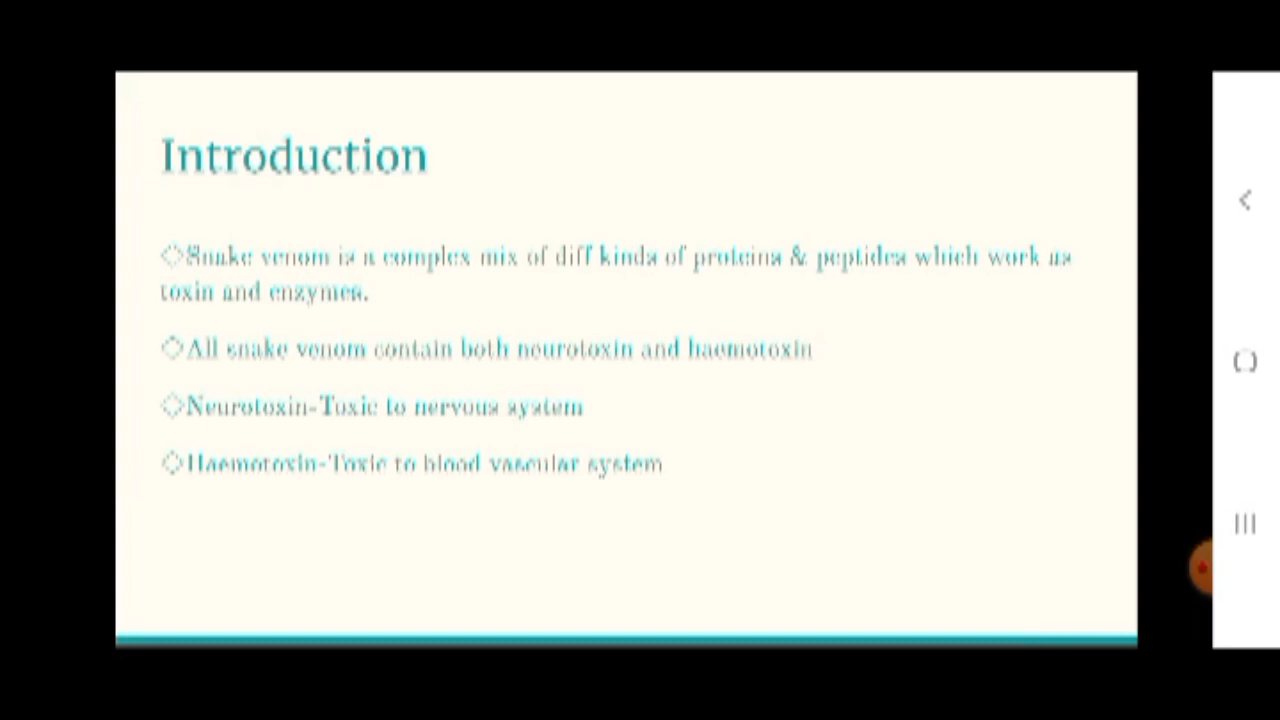 Introduction
◇Snake venom is a complex mix of diff kinds of proteins & peptides which work as
toxin and enzymes.
◇All snake venom contain both neurotoxin and haemotoxin
◇Neurotoxin-Toxic to nervous system
◇Haemotoxin-Toxic to blood vascular system